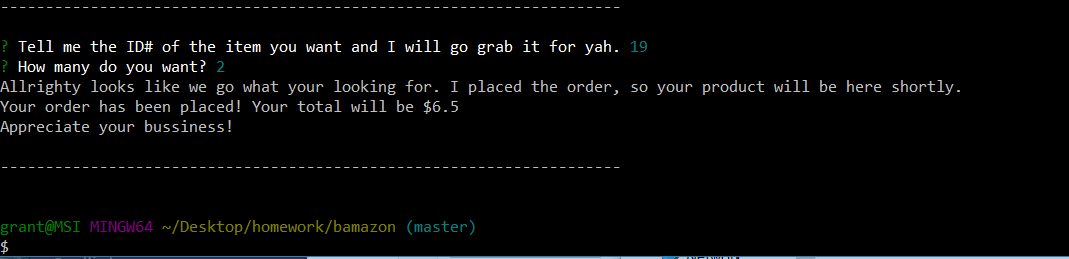 ---------------------------------------------------------------------
? Tell me the ID# of the item you want and I will go grab it for yah. 19
? How many do you want? 2
Allrighty looks like we go what your looking for. I placed the order, so your product will be here shortly.
Your order has been placed! Your total will be $6.5
Appreciate your bussiness!
---------------------------------------------------------------------
grant@MSI MINGW64 ~/Desktop/homework/bamazon (master)
$